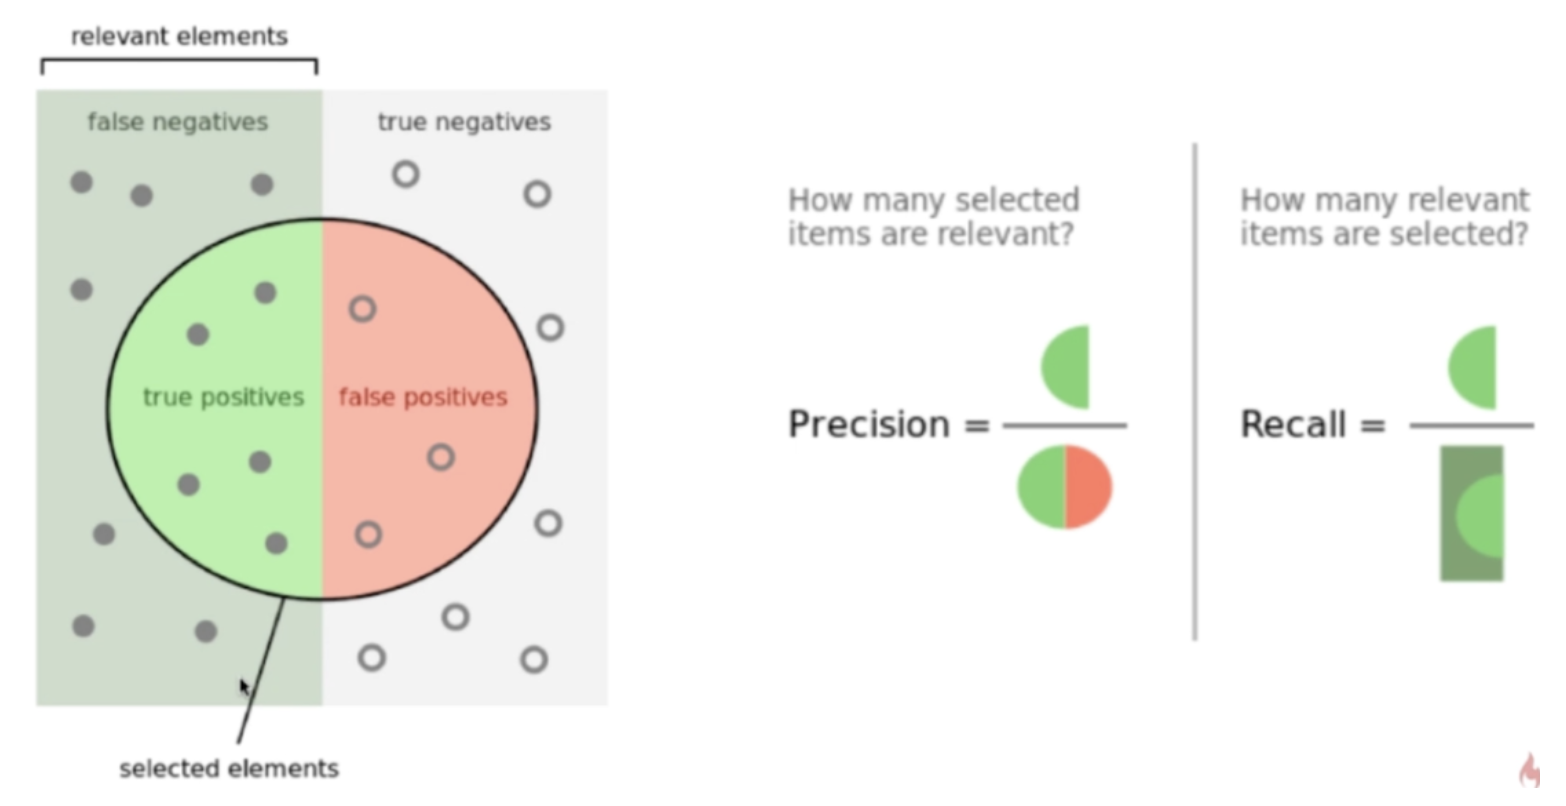 relevant elements
false negatives
true negatives
true positives
false positives
selected elements
How many selected
items are relevant?
Precision =
How many relevant
items are selected?
Recall =